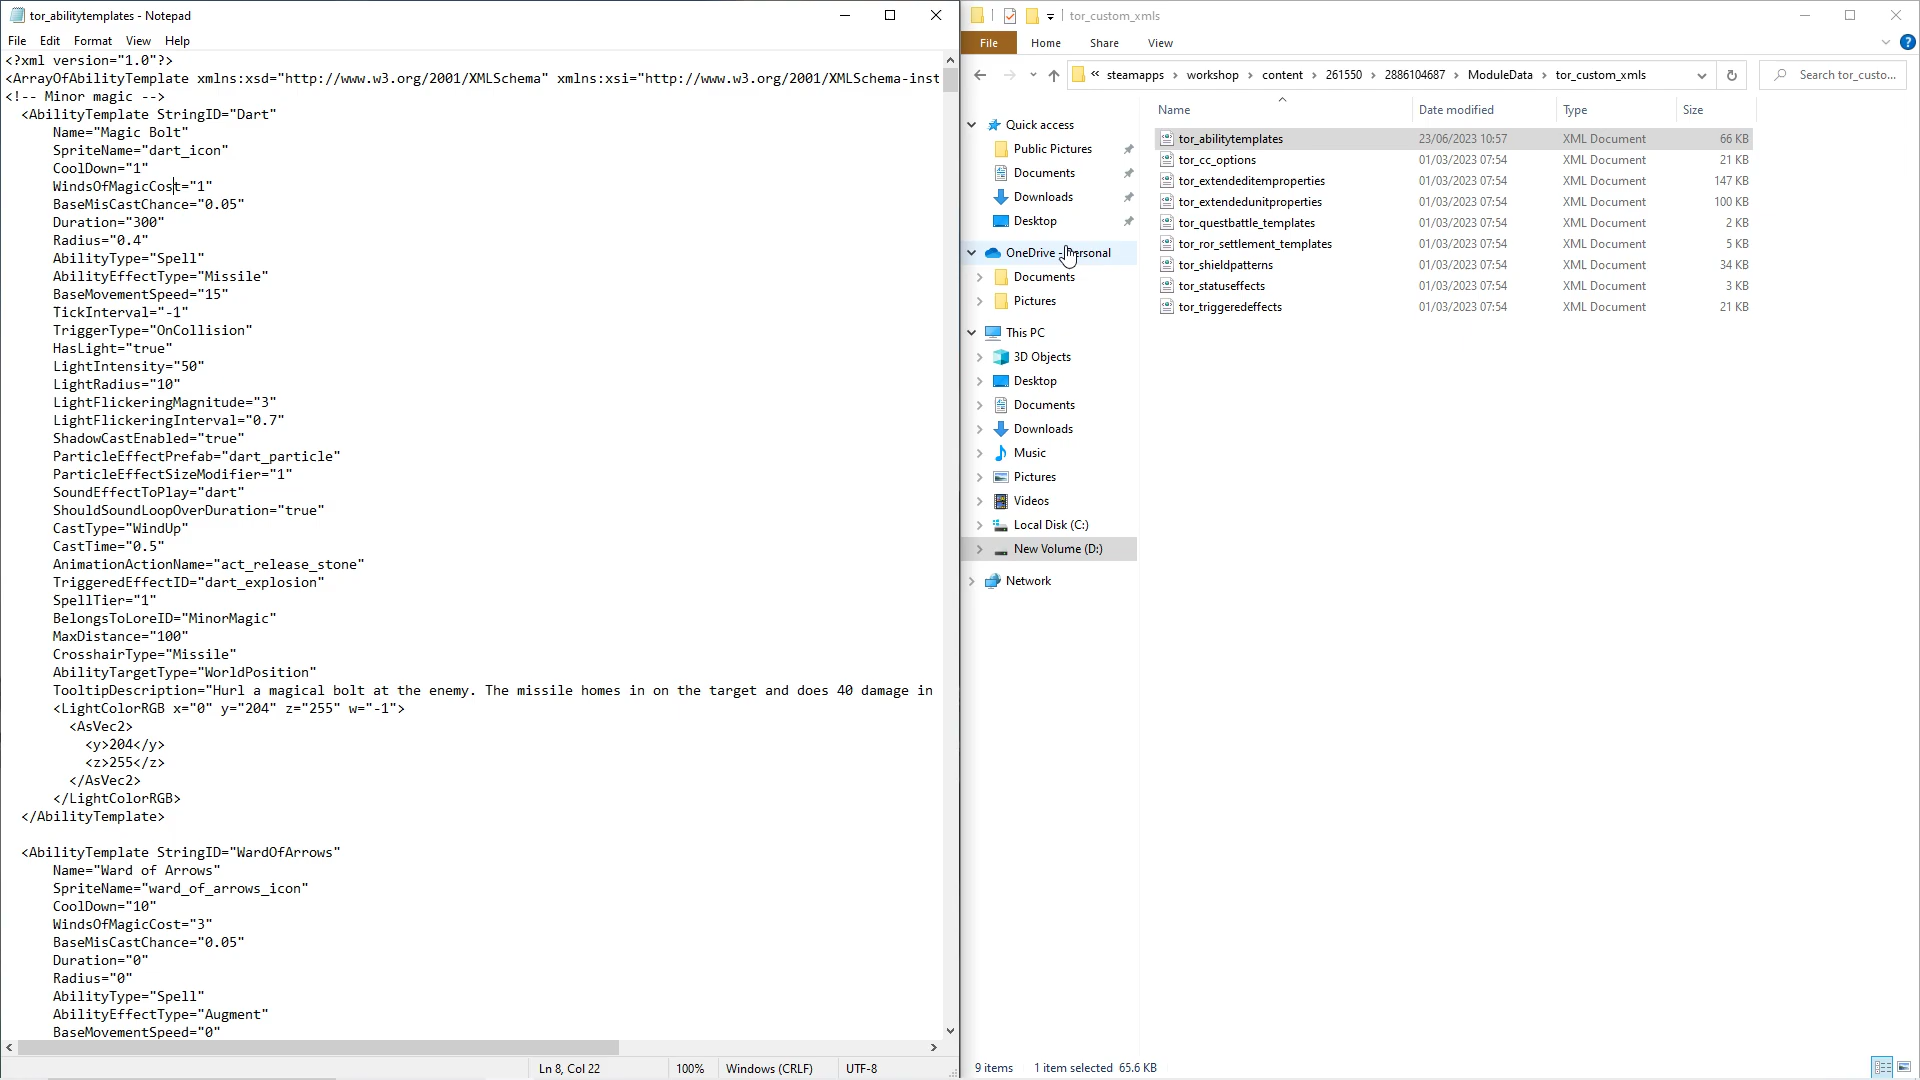 tor_abilitytemplates - Notepad
File Edit Format View Help
<?xml version="1.0"?>
<ArrayOfAbilityTemplate xmlns:xsd="http://www.w3.org/2001/XMLSchema" xmlns:xsi="http://www.w3.org/2001/XMLSchema-inst
<!-- Minor magic -->
<AbilityTemplate StringID="Dart"
Name="Magic Bolt"
SpriteName="dart_icon"
CoolDown="1"
WindsOfMagicCost="1"
BaseMisCastChance="0.05"
Duration="300"
Radius="0.4"
AbilityType="Spell"
AbilityEffectType="Missile"
BaseMovementSpeed="15"
TickInterval="-1"
TriggerType="OnCollision"
HasLight="true"
LightIntensity="50"
LightRadius="10"
LightFlickeringMagnitude="3"
LightFlickeringInterval="0.7"
ShadowCastEnabled="true"
ParticleEffectPrefab="dart_particle"
ParticleEffectSizeModifier="1"
SoundEffectToPlay="dart"
ShouldSoundLoopOverDuration="true"
CastType="WindUp"
CastTime="0.5"
AnimationActionName="act_release_stone"
TriggeredEffectID="dart_explosion"
SpellTier="1"
BelongsToLoreID="MinorMagic"
MaxDistance="100"
CrosshairType="Missile"
AbilityTargetType="WorldPosition"
TooltipDescription="Hurl a magical bolt at the enemy. The missile homes in on the target and does 40 damage in
<LightColorRGB x="0" y="204" z="255" w="-1">
<AsVec2>
<y>204</y>
<z>255</z>
</AsVec2>
</LightColorRGB>
</AbilityTemplate>
<AbilityTemplate StringID="WardOfArrows"
Name="Ward of Arrows"
SpriteName="ward_of_arrows_icon"
CoolDown="10"
WindsOfMagicCost="3"
BaseMisCastChance="0.05"
Duration="0"
Radius="0"
AbilityType="Spell"
AbilityEffectType="Augment"
BaseMovementSpeed="0"
Ln 8, Col 22 100% Windows (CRLF) UTF-8
tor_custom_xmls
File Home Share View
« steamapps › workshop › content › 261550 › 2886104687 › ModuleData › tor_custom_xmls
Search tor_custo...
Quick access
Public Pictures
Documents
Downloads
Desktop
OneDrive - Personal
Documents
Pictures
This PC
3D Objects
Desktop
Documents
Downloads
Music
Pictures
Videos
Local Disk (C:)
New Volume (D:)
Network
Name Date modified Type Size
tor_abilitytemplates 23/06/2023 10:57 XML Document 66 KB
tor_cc_options 01/03/2023 07:54 XML Document 21 KB
tor_extendeditemproperties 01/03/2023 07:54 XML Document 147 KB
tor_extendedunitproperties 01/03/2023 07:54 XML Document 100 KB
tor_questbattle_templates 01/03/2023 07:54 XML Document 2 KB
tor_ror_settlement_templates 01/03/2023 07:54 XML Document 5 KB
tor_shieldpatterns 01/03/2023 07:54 XML Document 34 KB
tor_statuseffects 01/03/2023 07:54 XML Document 3 KB
tor_triggeredeffects 01/03/2023 07:54 XML Document 21 KB
9 items 1 item selected 65.6 KB